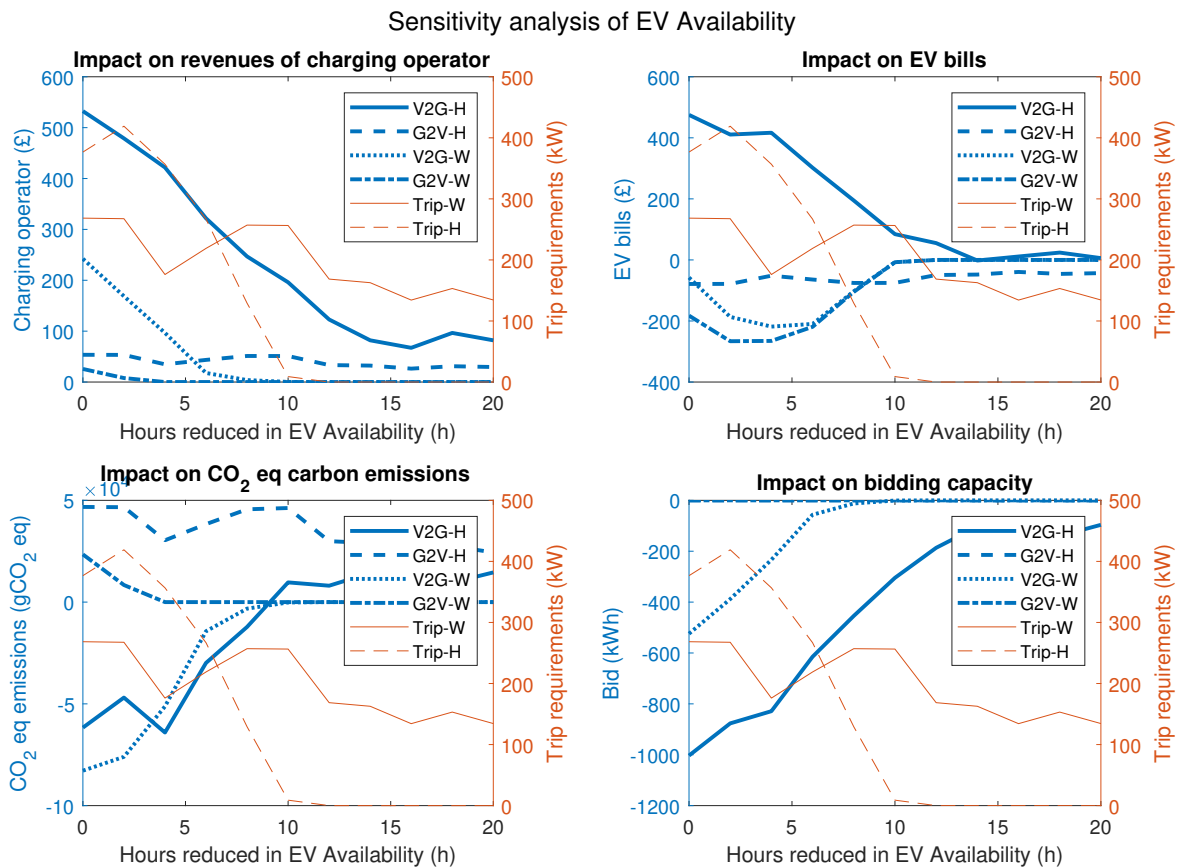 Sensitivity analysis of EV Availability
Impact on revenues of charging operator
600
500
400
300
200
100
0
Charging operator (£)
500
400
300
200
100
0
Trip requirements (kW)
0 5 10 15 20
Hours reduced in EV Availability (h)
V2G-H
G2V-H
V2G-W
G2V-W
Trip-W
Trip-H
Impact on EV bills
600
400
200
0
-200
-400
EV bills (£)
500
400
300
200
100
0
Trip requirements (kW)
0 5 10 15 20
Hours reduced in EV Availability (h)
V2G-H
G2V-H
V2G-W
G2V-W
Trip-W
Trip-H
Impact on CO₂ eq carbon emissions
5
0
-5
-10
CO₂ eq emissions (gCO₂ eq)
500
400
300
200
100
0
Trip requirements (kW)
0 5 10 15 20
Hours reduced in EV Availability (h)
V2G-H
G2V-H
V2G-W
G2V-W
Trip-W
Trip-H
Impact on bidding capacity
0
-200
-400
-600
-800
-1000
-1200
Bid (kWh)
500
400
300
200
100
0
Trip requirements (kW)
0 5 10 15 20
Hours reduced in EV Availability (h)
V2G-H
G2V-H
V2G-W
G2V-W
Trip-W
Trip-H